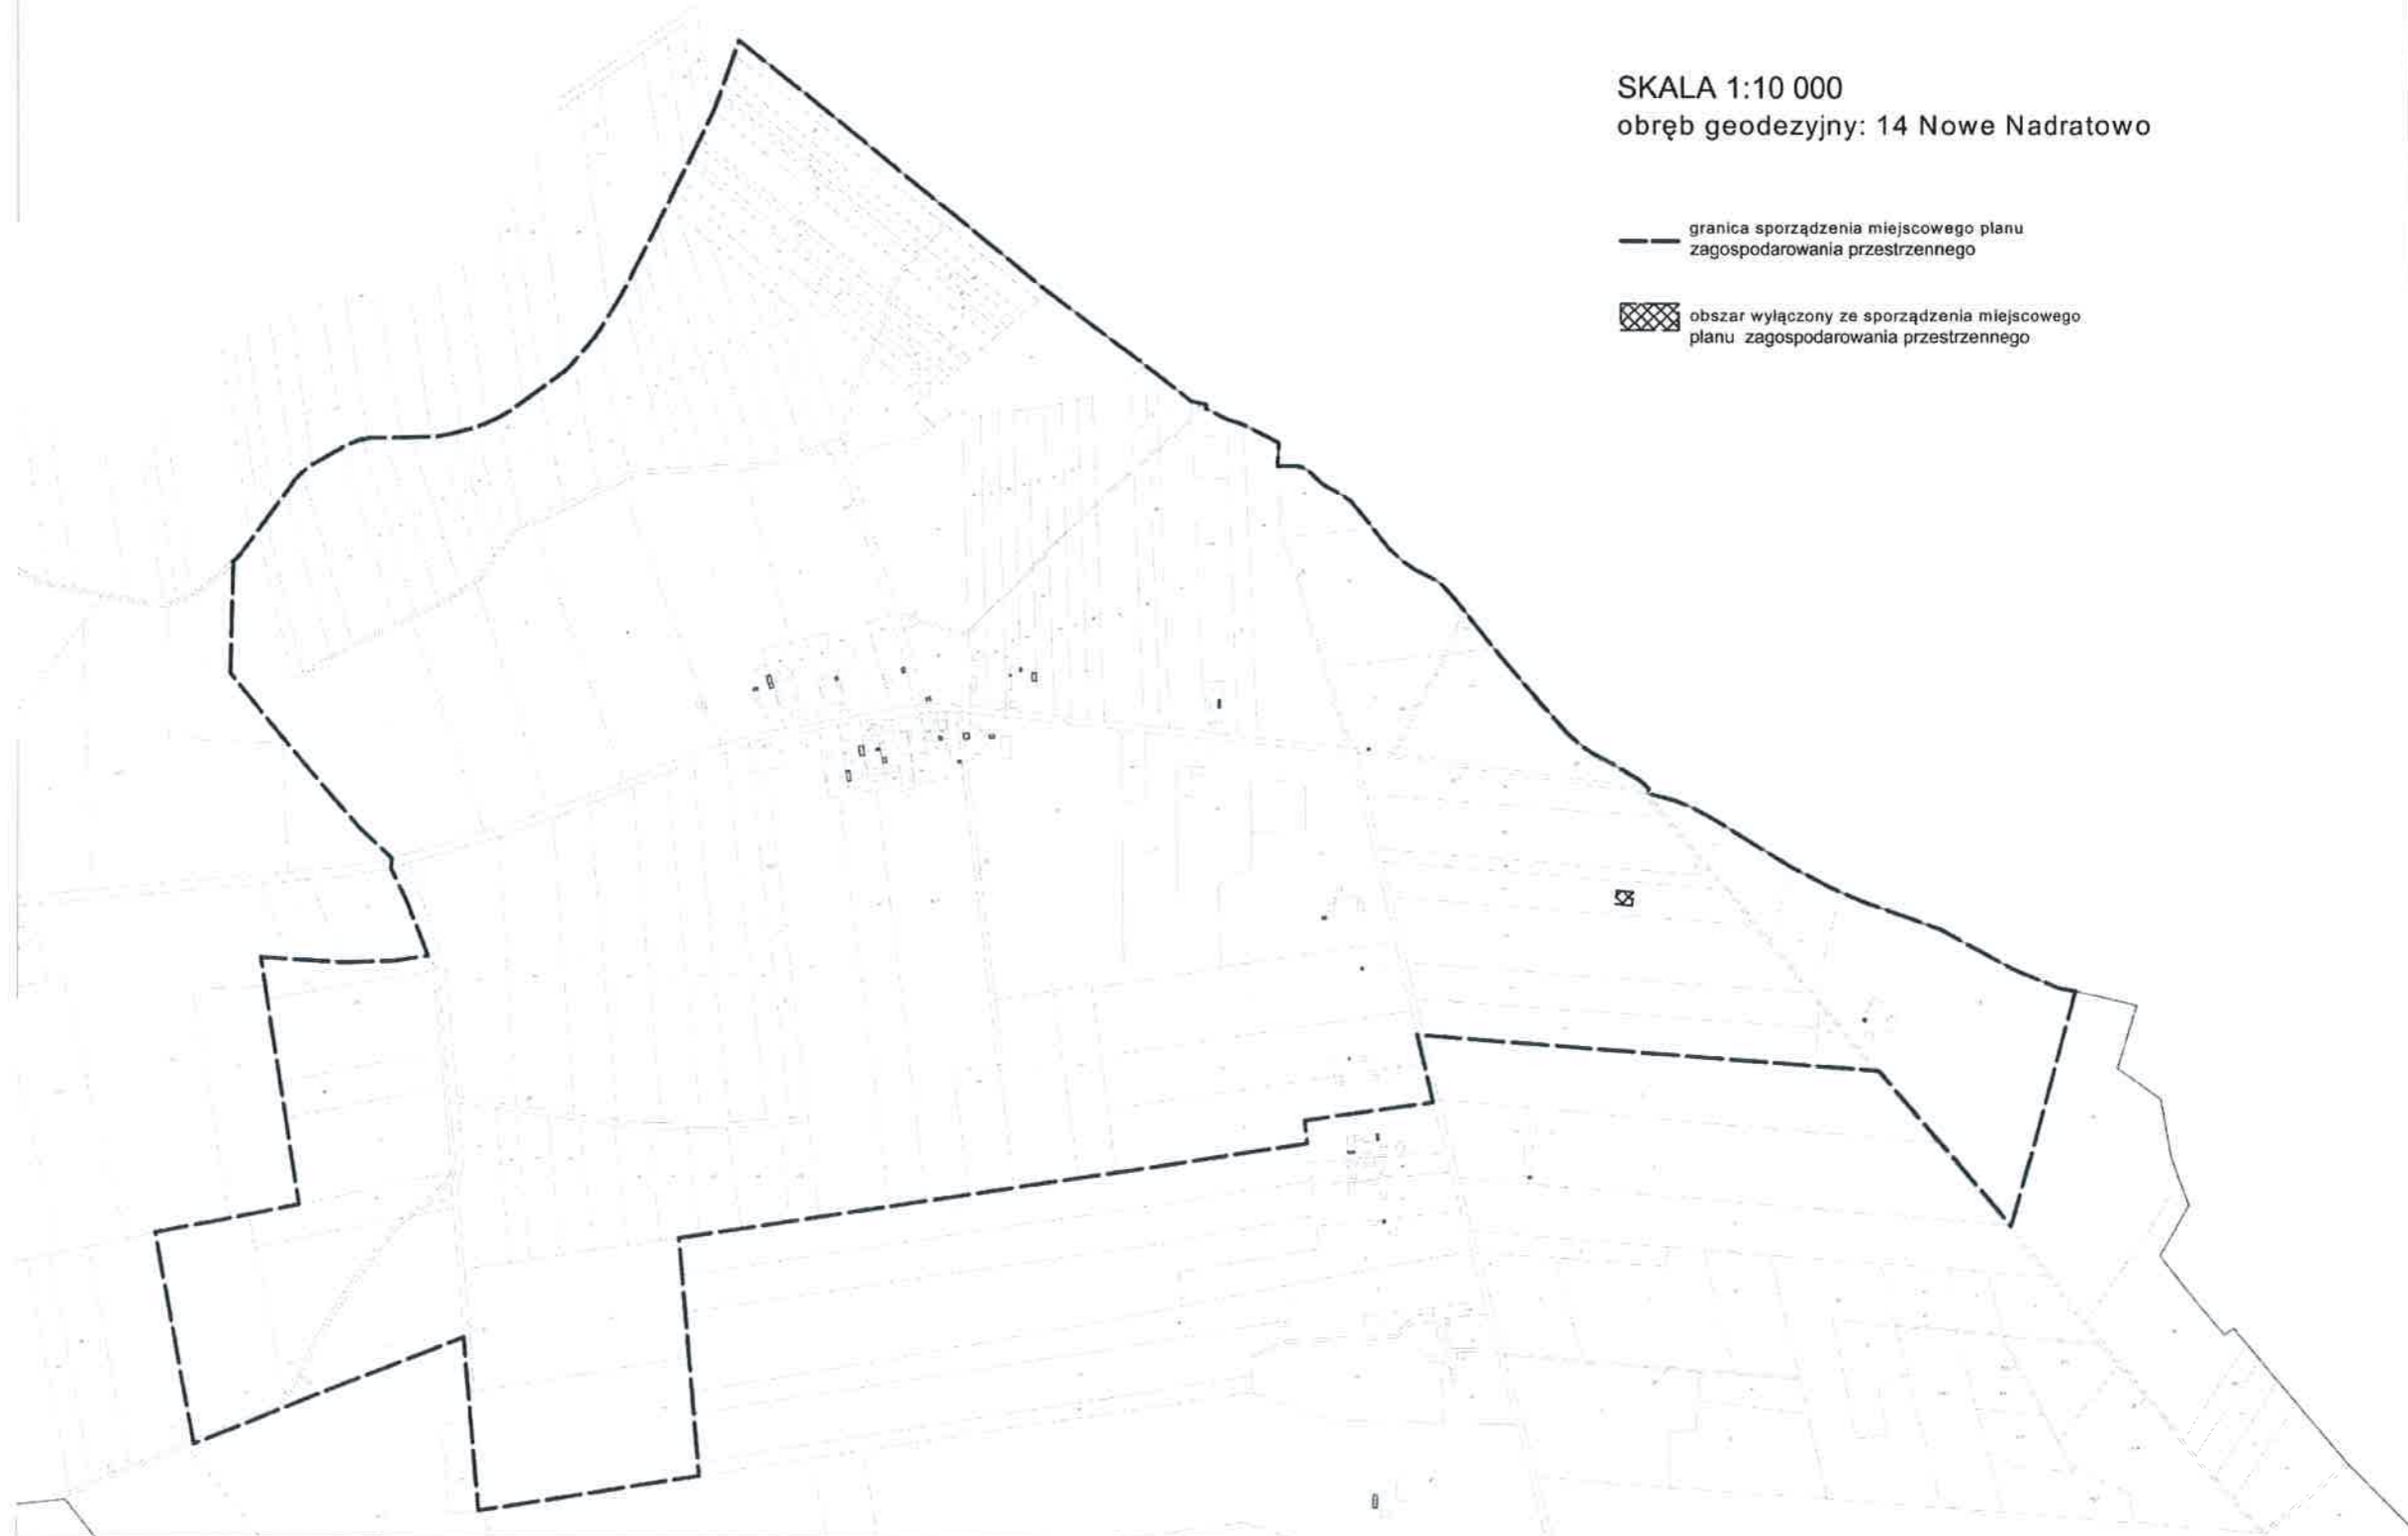 SKALA 1:10 000
obręb geodezyjny: 14 Nowe Nadratowo
granica sporządzenia miejscowego planu
zagospodarowania przestrzennego
obszar wyłączony ze sporządzenia miejscowego
planu zagospodarowania przestrzennego